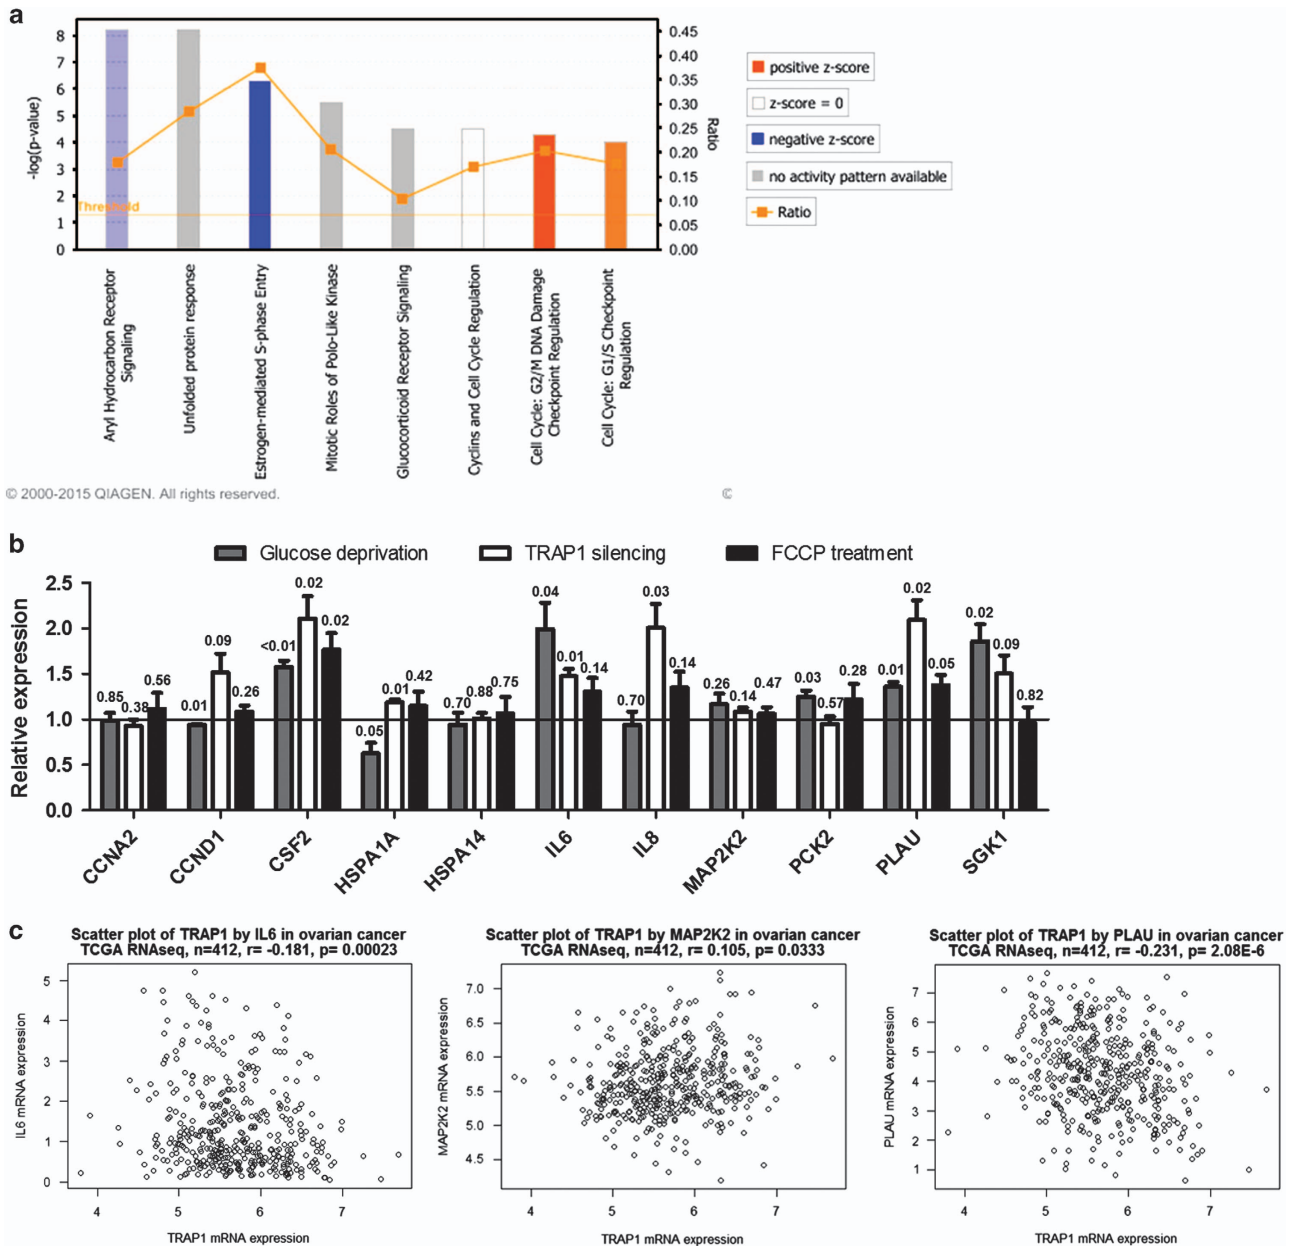 a
8
7
6
5
4
3
2
1
0
-log(p-value)
Threshold
0.45
0.40
0.35
0.30
0.25
0.20
0.15
0.10
0.05
0.00
Ratio
positive z-score
z-score = 0
negative z-score
no activity pattern available
Ratio
Aryl Hydrocarbon Receptor
Signaling
Unfolded protein response
Estrogen-mediated S-phase Entry
Mitotic Roles of Polo-Like Kinase
Glucocorticoid Receptor Signaling
Cyclins and Cell Cycle Regulation
Cell Cycle: G2/M DNA Damage
Checkpoint Regulation
Cell Cycle: G1/S Checkpoint
Regulation
© 2000-2015 QIAGEN. All rights reserved.
©
b
Glucose deprivation TRAP1 silencing FCCP treatment
Relative expression
2.5
2.0
1.5
1.0
0.5
0.0
0.85 0.38 0.56
0.01 0.09 0.26
<0.01 0.02 0.02
0.05 0.01 0.42
0.70 0.88 0.75
0.04 0.01 0.14
0.70 0.03 0.14
0.26 0.14 0.47
0.03 0.57 0.28
0.01 0.02 0.05
0.02 0.09 0.82
CCNA2 CCND1 CSF2 HSPA1A HSPA14 IL6 IL8 MAP2K2 PCK2 PLAU SGK1
c
Scatter plot of TRAP1 by IL6 in ovarian cancer
TCGA RNAseq, n=412, r= -0.181, p= 0.00023
IL6 mRNA expression
5
4
3
2
1
0
4 5 6 7
TRAP1 mRNA expression
Scatter plot of TRAP1 by MAP2K2 in ovarian cancer
TCGA RNAseq, n=412, r= 0.105, p= 0.0333
MAP2K2 mRNA expression
7.0
6.5
6.0
5.5
5.0
4.5
4 5 6 7
TRAP1 mRNA expression
Scatter plot of TRAP1 by PLAU in ovarian cancer
TCGA RNAseq, n=412, r= -0.231, p= 2.08E-6
PLAU mRNA expression
7
6
5
4
3
2
1
4 5 6 7
TRAP1 mRNA expression